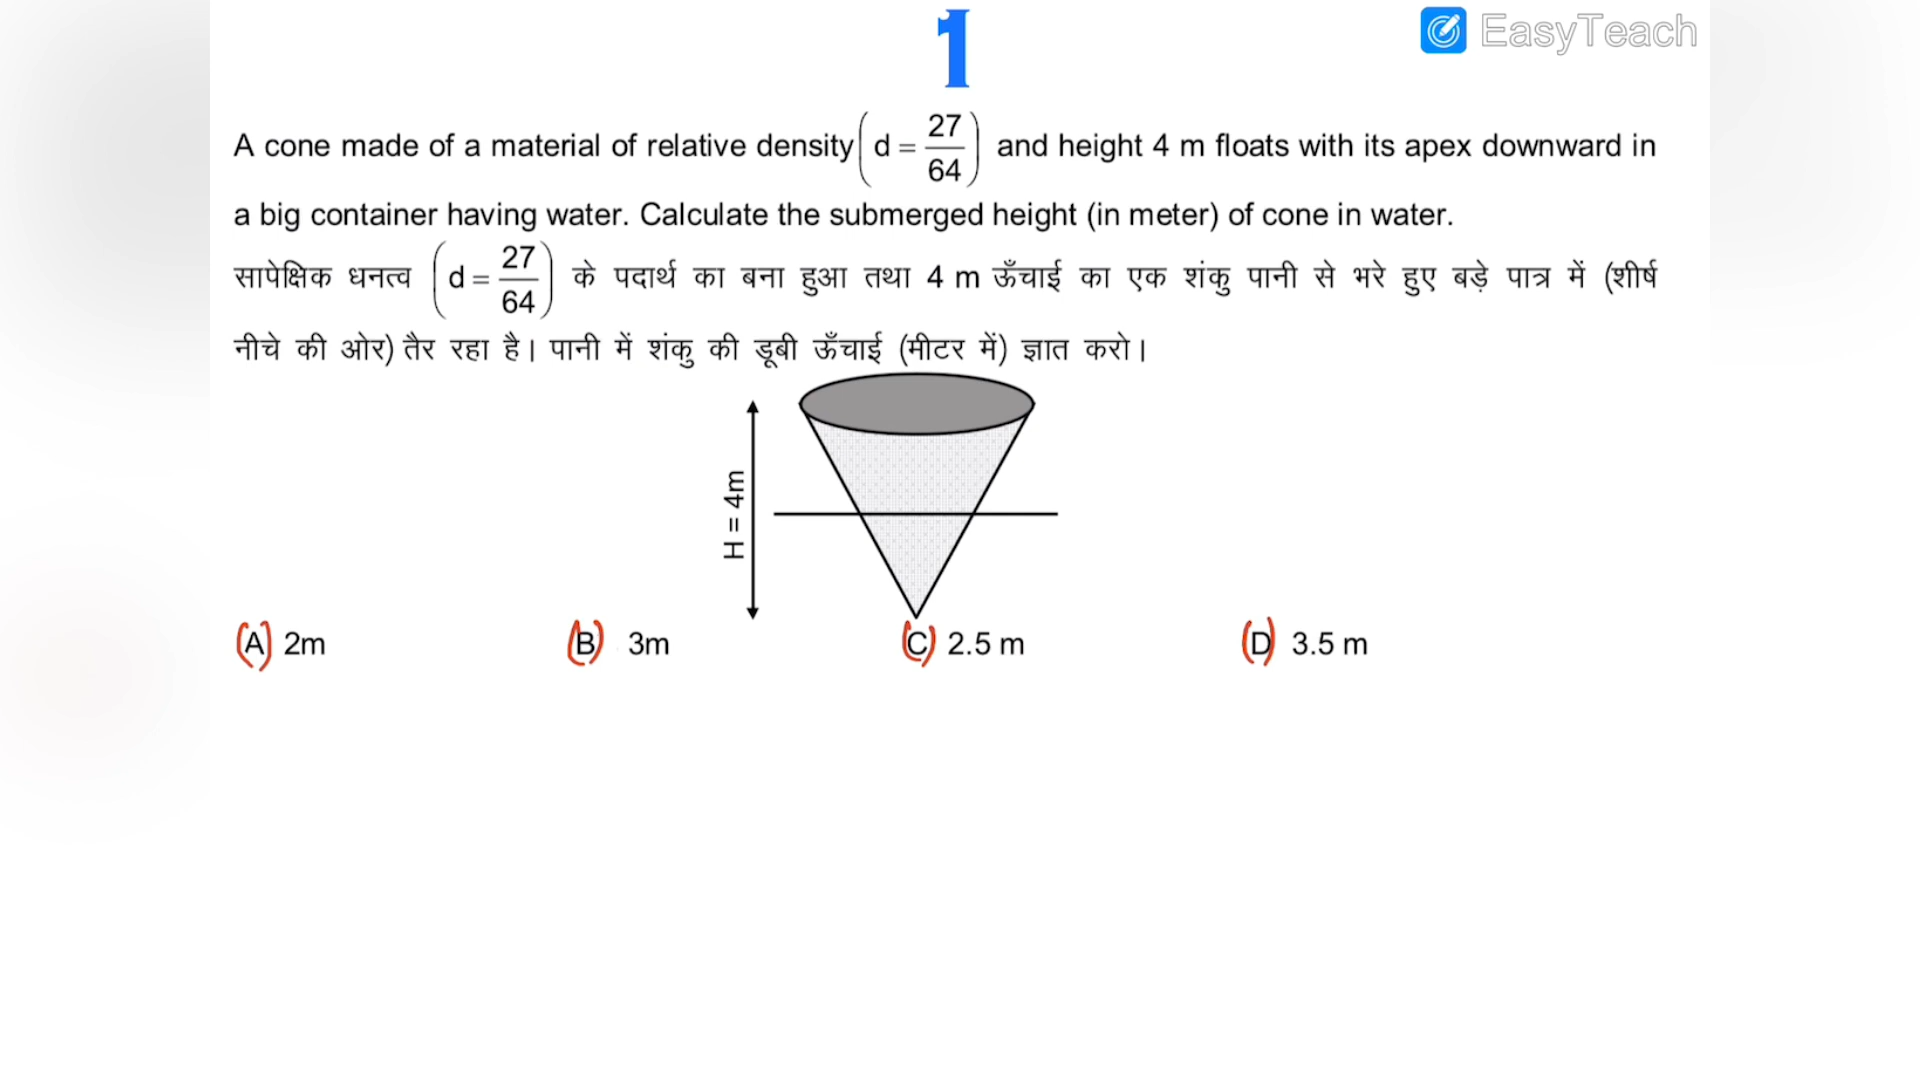 1
EasyTeach
A cone made of a material of relative density (d = 27/64) and height 4 m floats with its apex downward in
a big container having water. Calculate the submerged height (in meter) of cone in water.
सापेक्षिक धनत्व (d = 27/64) के पदार्थ का बना हुआ तथा 4 m ऊँचाई का एक शंकु पानी से भरे हुए बड़े पात्र में (शीर्ष
नीचे की ओर) तैर रहा है। पानी में शंकु की डूबी ऊँचाई (मीटर में) ज्ञात करो।
H = 4m
(A) 2m (B) 3m (C) 2.5 m (D) 3.5 m